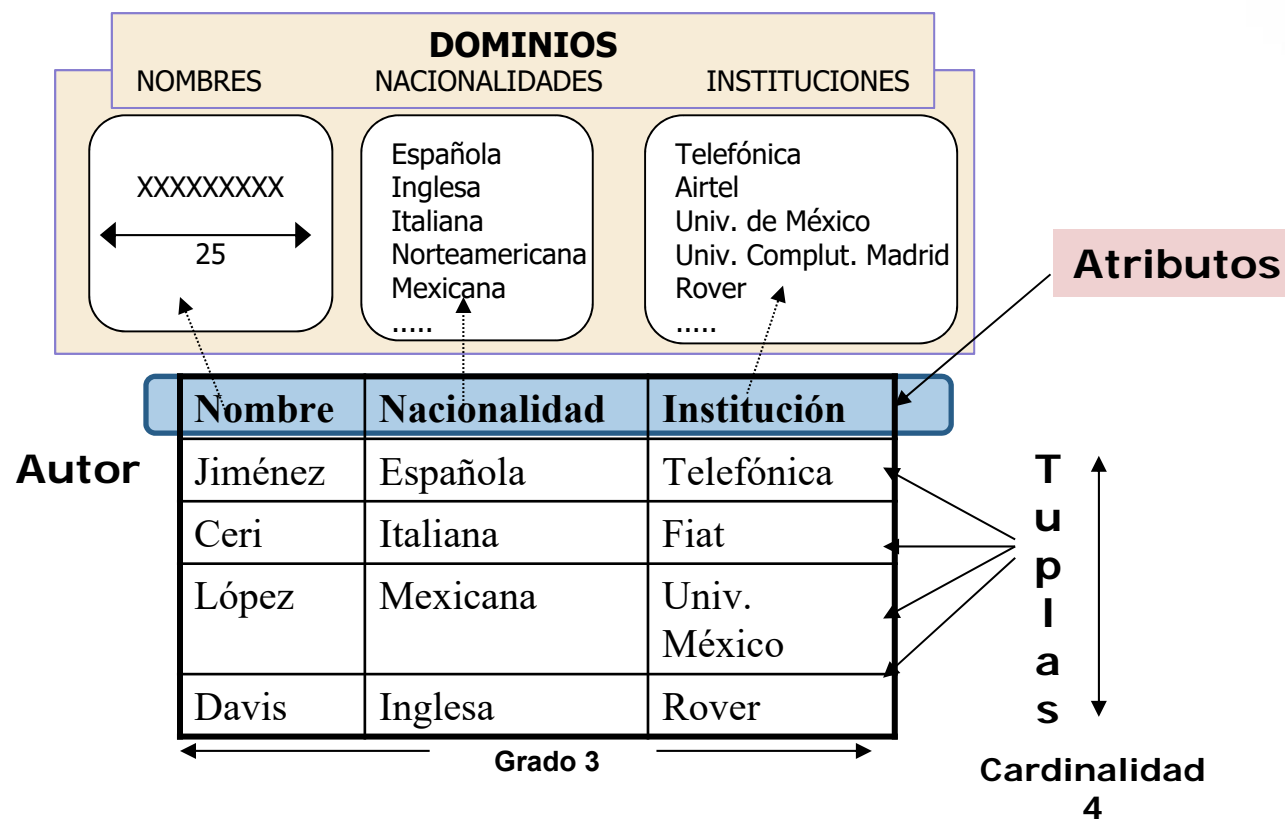 DOMINIOS
NOMBRES NACIONALIDADES INSTITUCIONES
XXXXXXXXX
25
Española
Inglesa
Italiana
Norteamericana
Mexicana
.....
Telefónica
Airtel
Univ. de México
Univ. Complut. Madrid
Rover
.....
Atributos
Nombre Nacionalidad Institución
Autor
Jiménez Española Telefónica
Ceri Italiana Fiat
López Mexicana Univ.
México
Davis Inglesa Rover
Tuplas
Grado 3
Cardinalidad
4